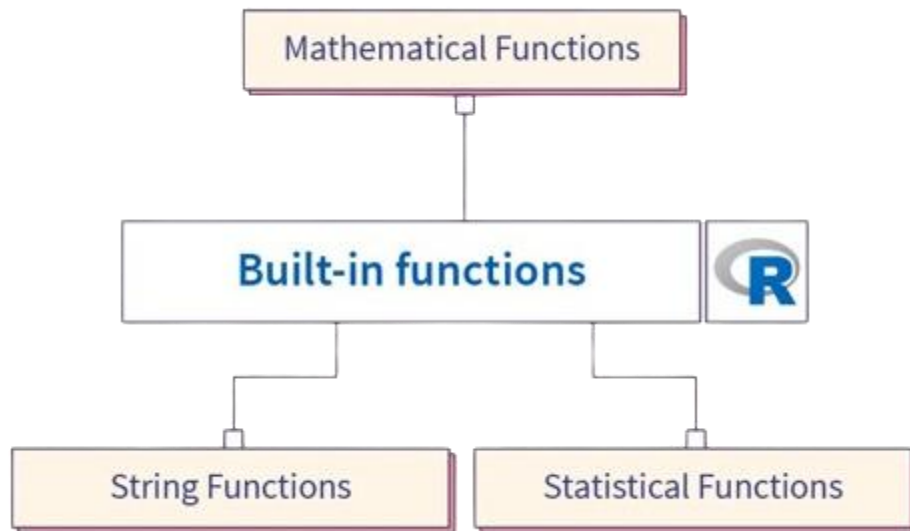 Mathematical Functions
Built-in functions
R
String Functions
Statistical Functions